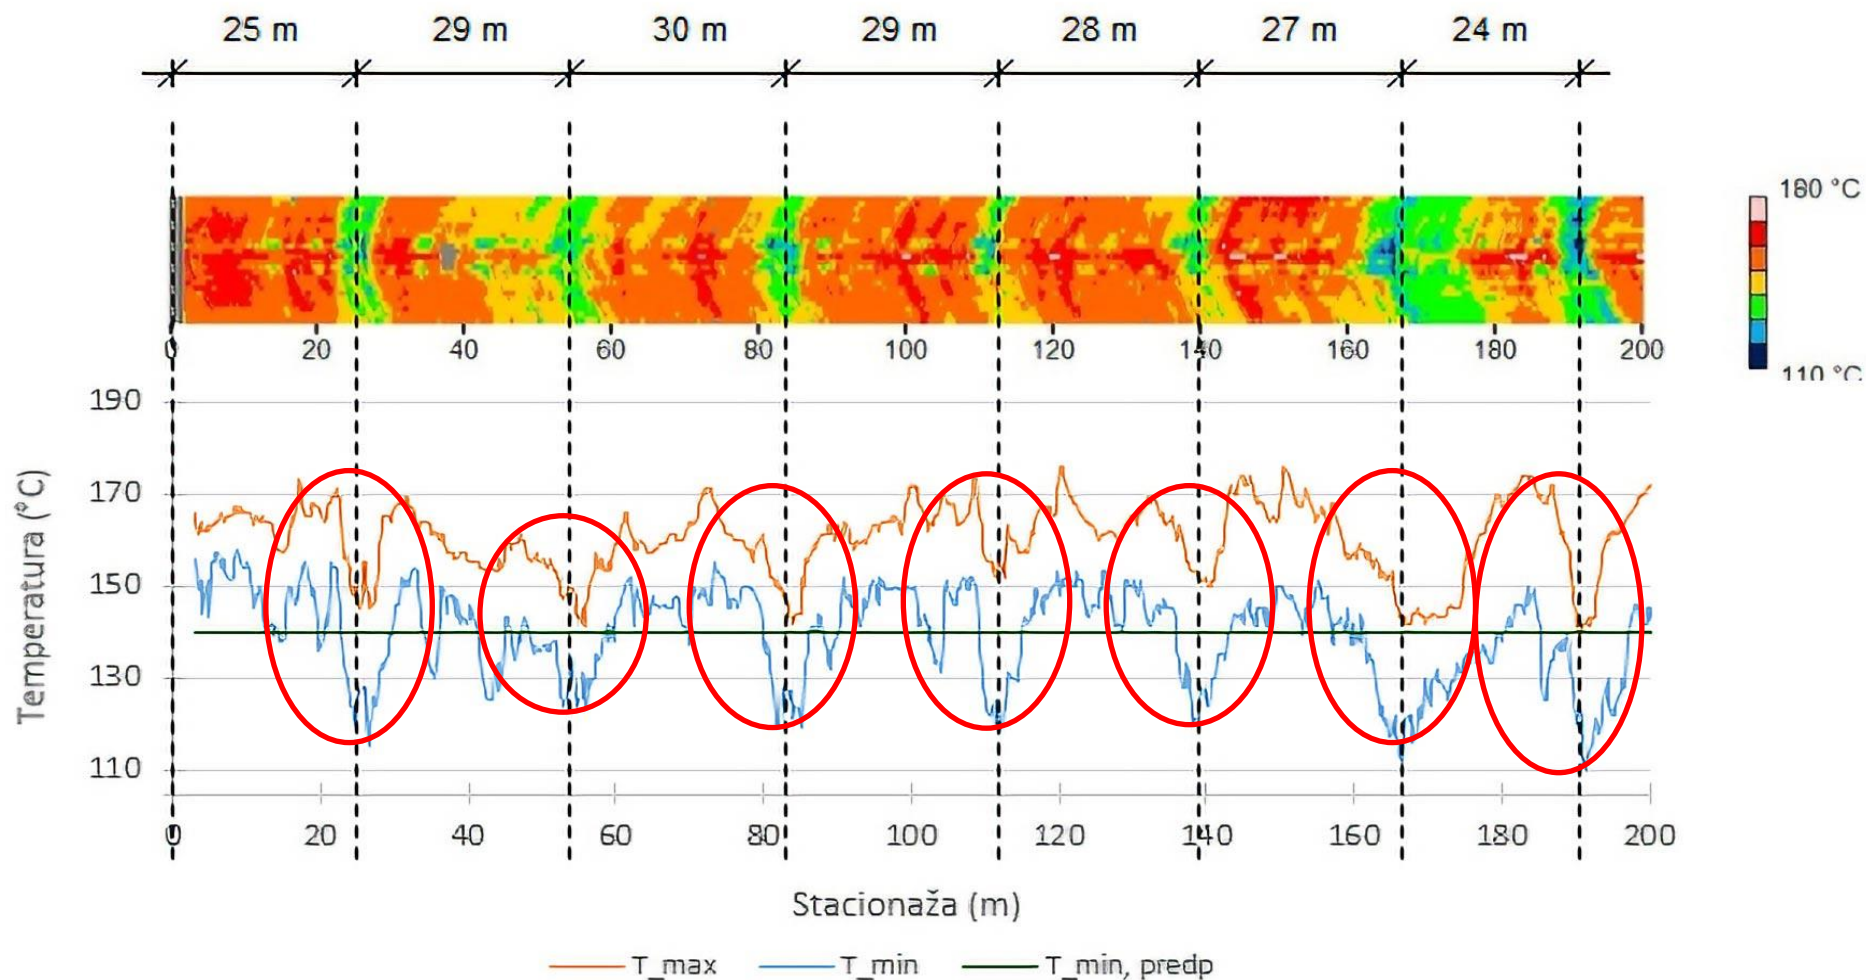 25 m 29 m 30 m 29 m 28 m 27 m 24 m
180 °C
110 °C
0 20 40 60 80 100 120 140 160 180 200
190
170
150
130
110
Temperatura (°C)
0 20 40 60 80 100 120 140 160 180 200
Stacionaža (m)
T_max T_min T_min, predp